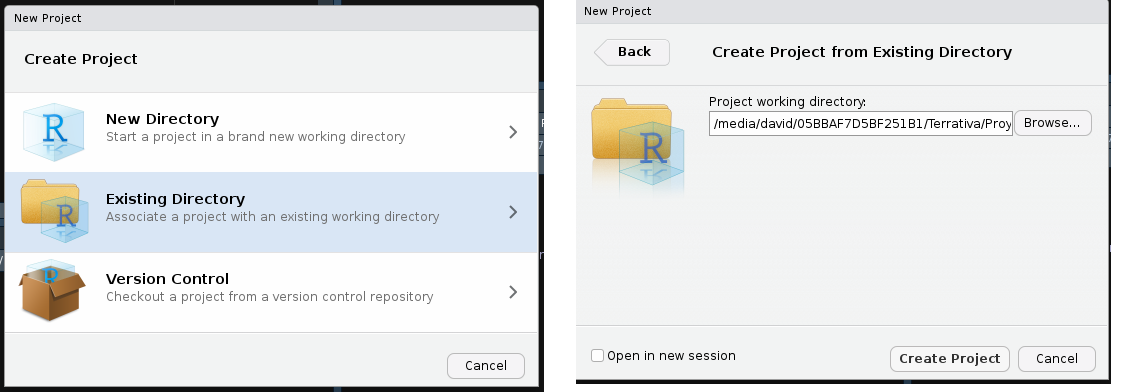 New Project
Create Project
R
New Directory
Start a project in a brand new working directory
R
Existing Directory
Associate a project with an existing working directory
R
Version Control
Checkout a project from a version control repository
Cancel
New Project
Back
Create Project from Existing Directory
R
Project working directory:
/media/david/05BBAF7D5BF251B1/Terrativa/Proy
Browse...
Open in new session
Create Project
Cancel